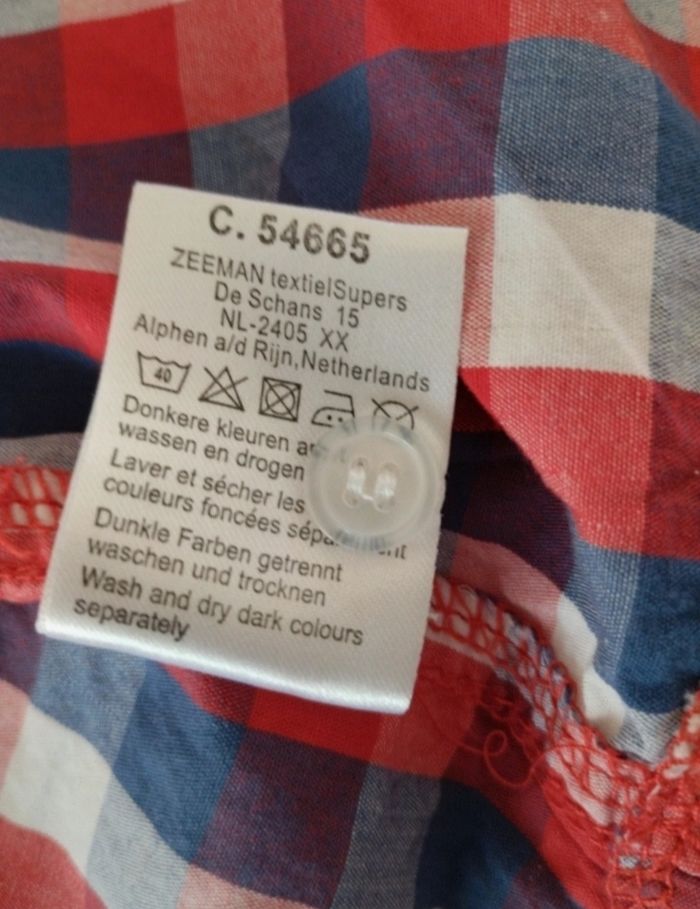 C. 54665
ZEEMAN textielSupers
De Schans 15
NL-2405 XX
Alphen a/d Rijn,Netherlands
40
Donkere kleuren
wassen en drogen
Laver et sécher les
couleurs foncées
Dunkle Farben getrennt
waschen und trocknen
Wash and dry dark colours
separately